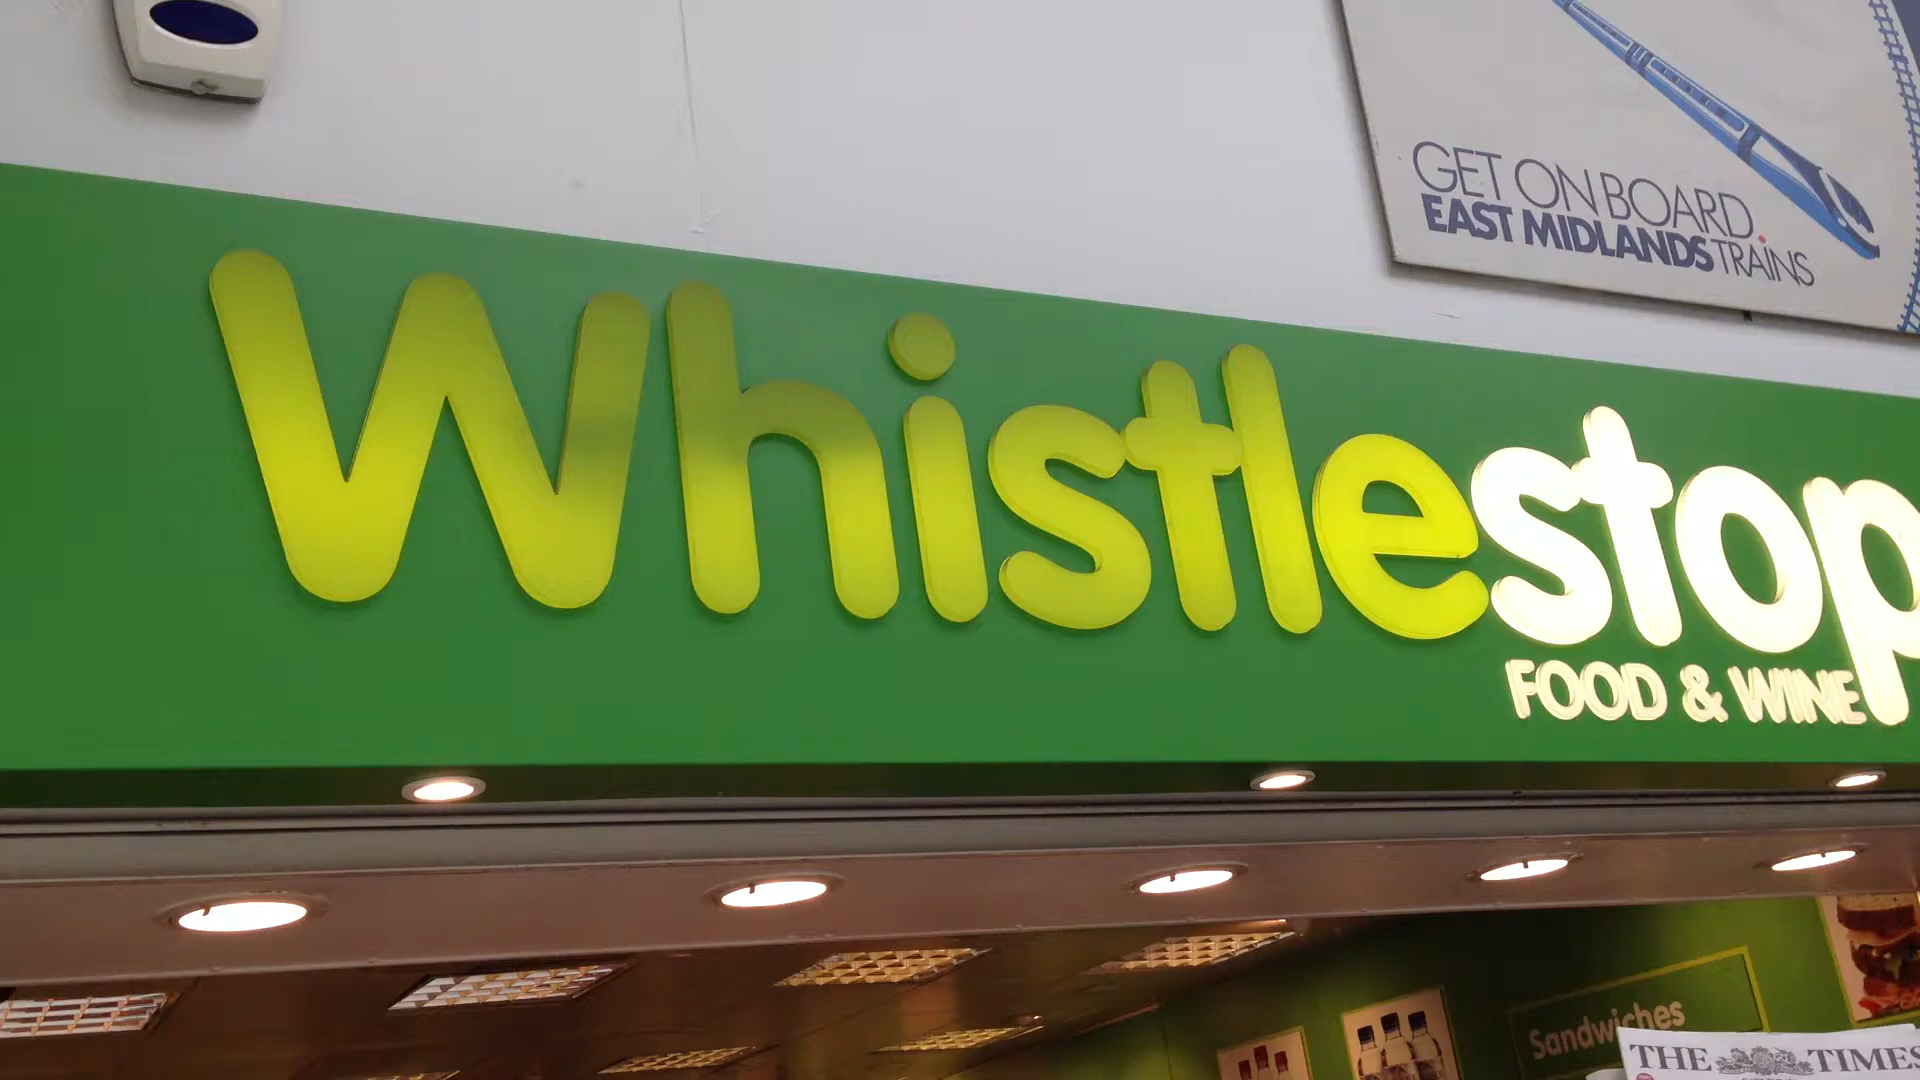 GET ON BOARD
EAST MIDLANDS TRAINS
Whistlestop
FOOD & WINE
Sandwiches
THE TIMES